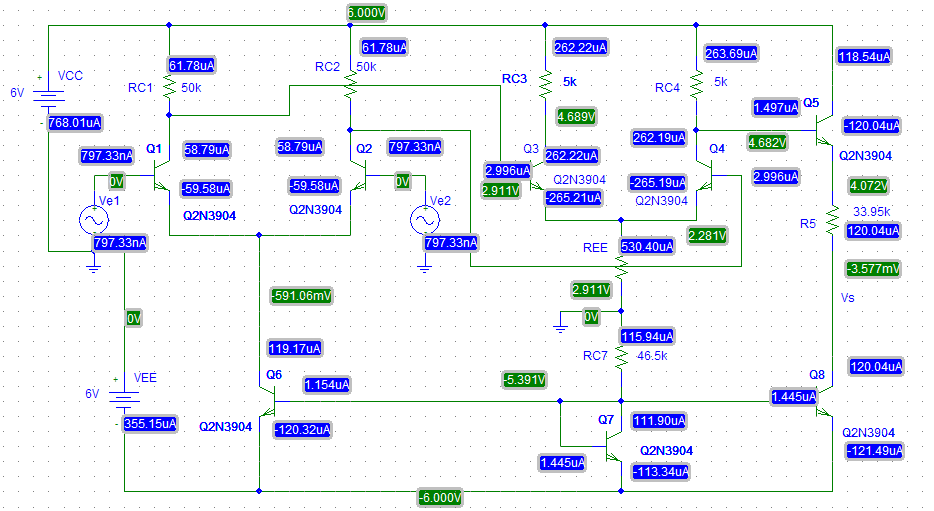 6.000V
61.78uA
61.78uA
262.22uA
263.69uA
118.54uA
VCC
RC1
50k
RC2
50k
RC3
5k
RC4
5k
6V
768.01uA
1.497uA
Q5
4.689V
-120.04uA
4.682V
Q2N3904
797.33nA
Q1
58.79uA
58.79uA
Q2
797.33nA
Q3
262.22uA
262.19uA
Q4
2.996uA
2.996uA
0V
-59.58uA
-59.58uA
0V
2.911V
-265.21uA
Q2N3904
-265.19uA
Q2N3904
4.072V
Ve1
Q2N3904
Q2N3904
Ve2
33.95k
R5
120.04uA
797.33nA
797.33nA
REE
530.40uA
2.281V
-3.577mV
2.911V
-591.06mV
Vs
0V
0V
115.94uA
RC7
46.5k
119.17uA
120.04uA
VEE
6V
Q6
1.154uA
-5.391V
Q8
1.445uA
355.15uA
Q2N3904
-120.32uA
Q7
111.90uA
Q2N3904
Q2N3904
-121.49uA
1.445uA
-113.34uA
-6.000V